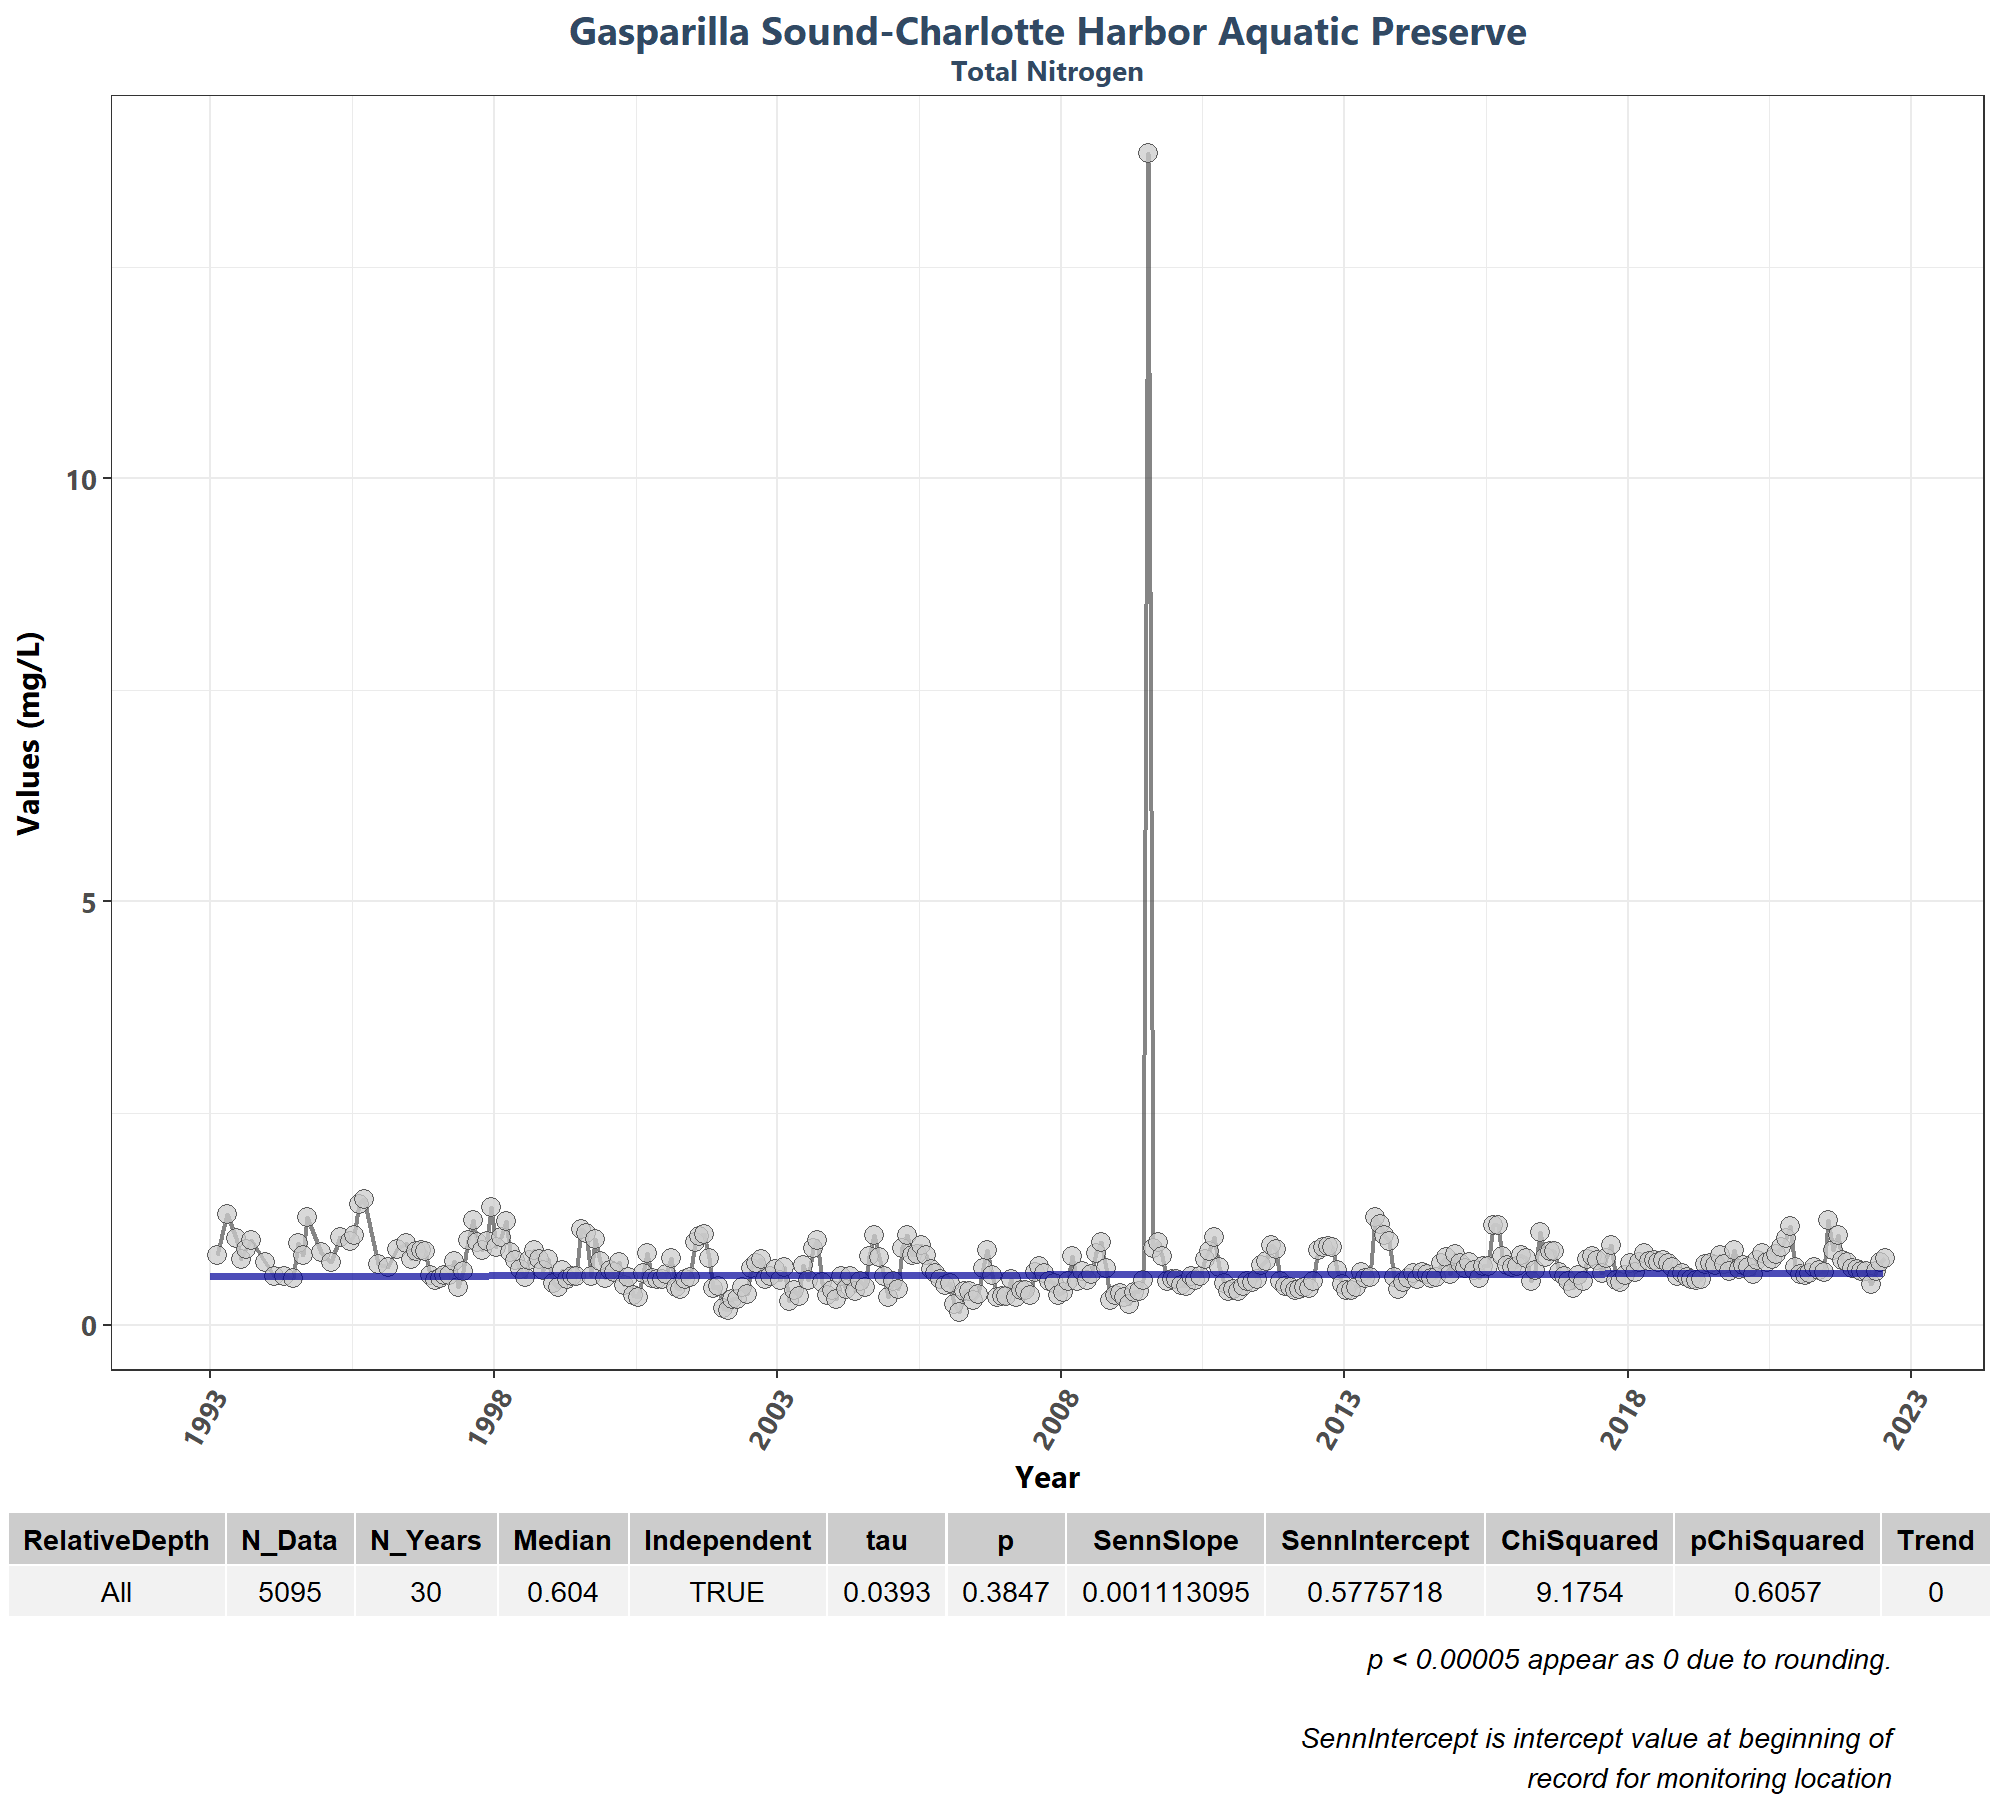 Gasparilla Sound-Charlotte Harbor Aquatic Preserve
Total Nitrogen
Values (mg/L)
10
5
0
1993 1998 2003 2008 2013 2018 2023
Year
RelativeDepth N_Data N_Years Median Independent tau p SennSlope SennIntercept ChiSquared pChiSquared Trend
All 5095 30 0.604 TRUE 0.0393 0.3847 0.001113095 0.5775718 9.1754 0.6057 0
p < 0.00005 appear as 0 due to rounding.
SennIntercept is intercept value at beginning of
record for monitoring location